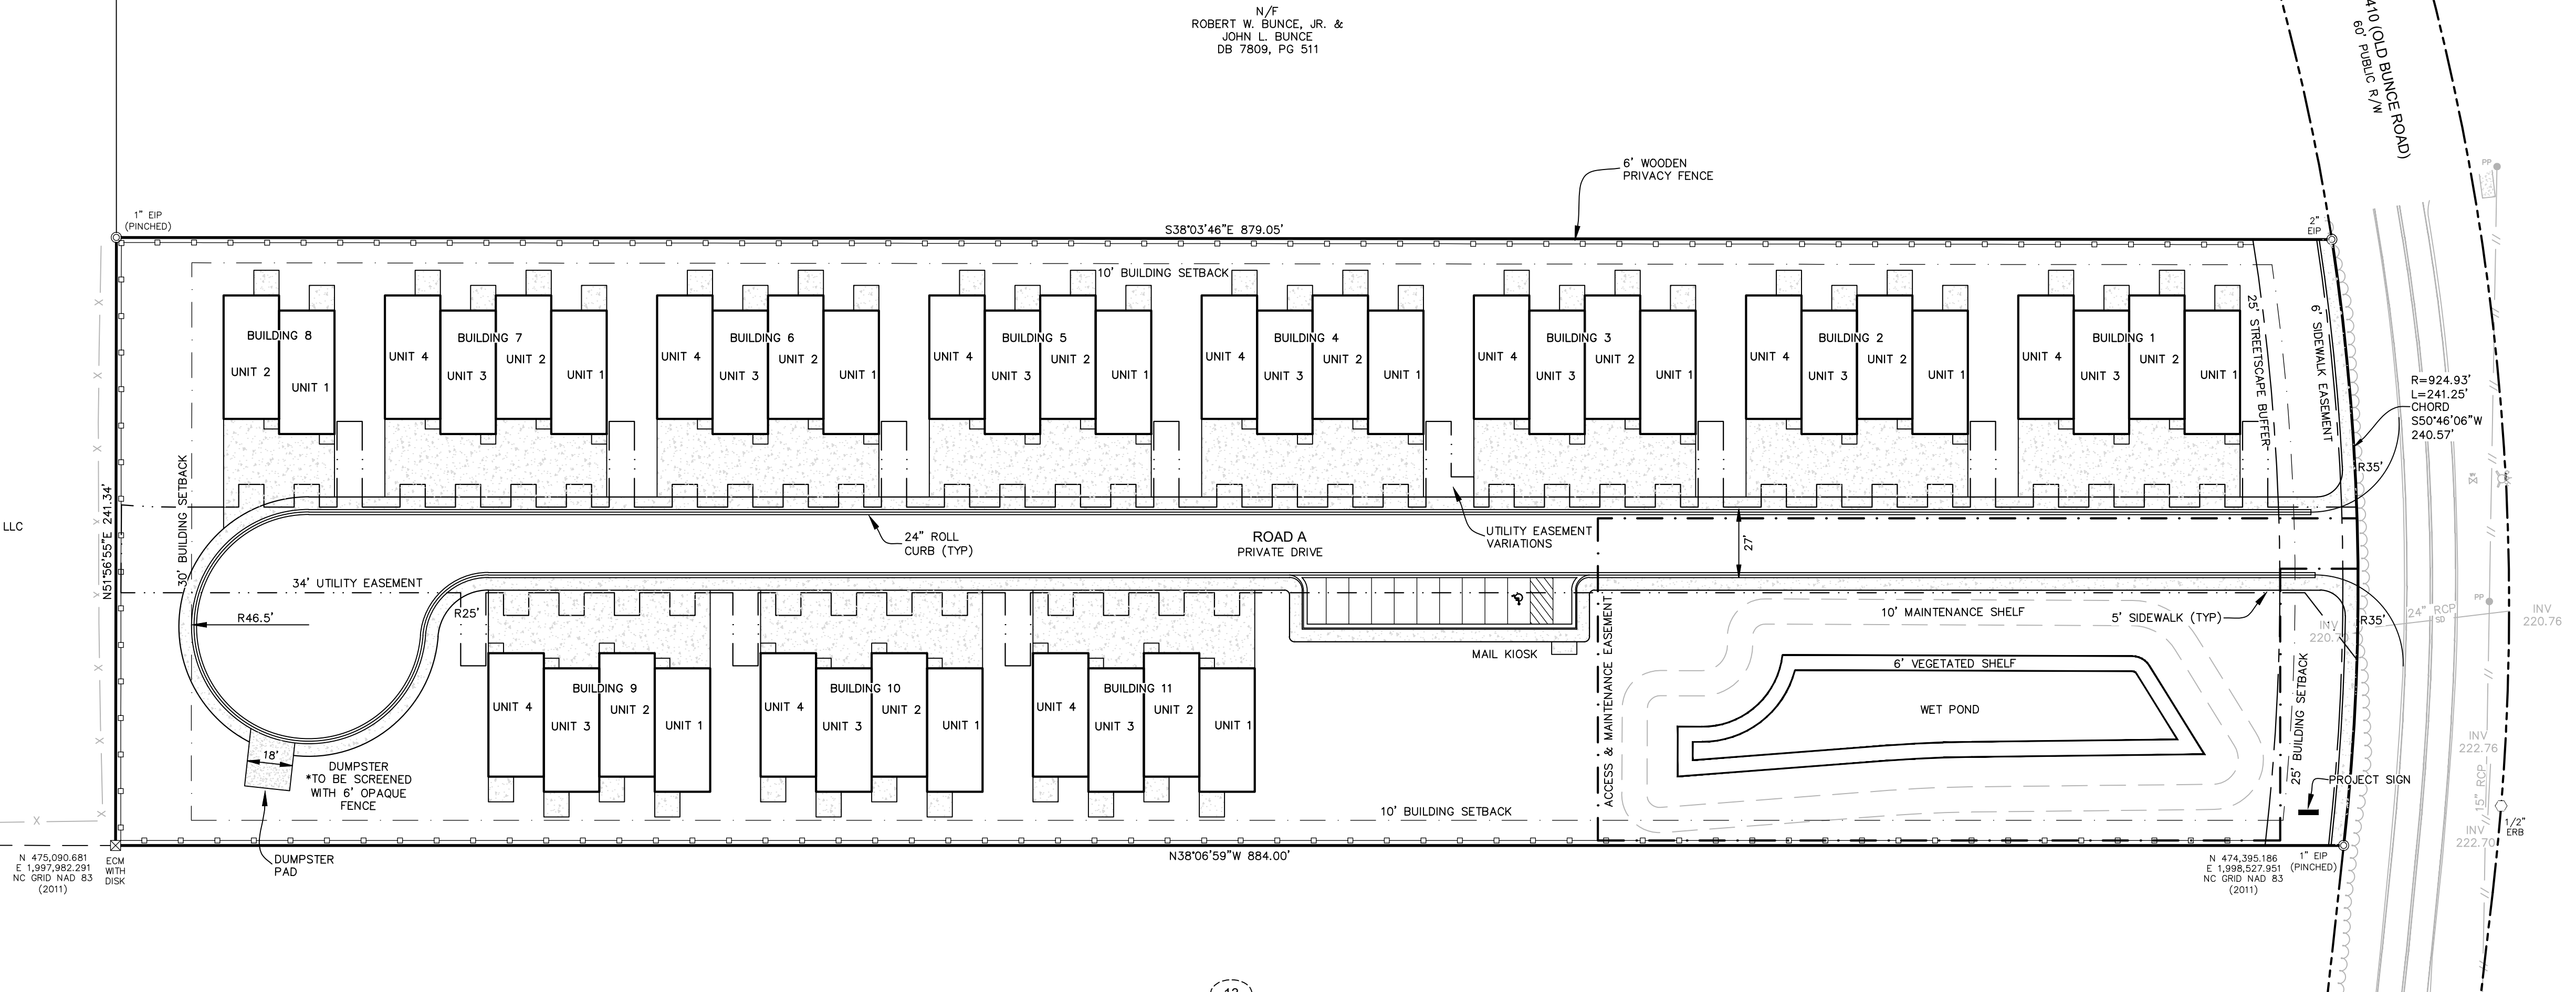 N/F
ROBERT W. BUNCE, JR. &
JOHN L. BUNCE
DB 7809, PG 511
410 (OLD BUNCE ROAD)
60' PUBLIC R/W
6' WOODEN
PRIVACY FENCE
PP
1" EIP
(PINCHED)
S38°03'46"E 879.05'
2"
EIP
10' BUILDING SETBACK
BUILDING 8
UNIT 2
UNIT 1
BUILDING 7
UNIT 4
UNIT 3
UNIT 2
UNIT 1
BUILDING 6
UNIT 4
UNIT 3
UNIT 2
UNIT 1
BUILDING 5
UNIT 4
UNIT 3
UNIT 2
UNIT 1
BUILDING 4
UNIT 4
UNIT 3
UNIT 2
UNIT 1
BUILDING 3
UNIT 4
UNIT 3
UNIT 2
UNIT 1
BUILDING 2
UNIT 4
UNIT 3
UNIT 2
UNIT 1
BUILDING 1
UNIT 4
UNIT 3
UNIT 2
UNIT 1
25' STREETSCAPE BUFFER
6' SIDEWALK EASEMENT
R=924.93'
L=241.25'
CHORD
S50°46'06"W
240.57'
R35'
LLC
N51°56'55"E 241.34'
30' BUILDING SETBACK
24" ROLL
CURB (TYP)
ROAD A
PRIVATE DRIVE
UTILITY EASEMENT
VARIATIONS
27'
34' UTILITY EASEMENT
R46.5'
R25'
MAIL KIOSK
ACCESS & MAINTENANCE EASEMENT
10' MAINTENANCE SHELF
5' SIDEWALK (TYP)
INV
220.70
R35'
24" RCP
SD
PP
INV
220.76
6' VEGETATED SHELF
WET POND
25' BUILDING SETBACK
PROJECT SIGN
INV
222.76
15" RCP
INV
222.70
1/2"
ERB
BUILDING 9
UNIT 4
UNIT 3
UNIT 2
UNIT 1
BUILDING 10
UNIT 4
UNIT 3
UNIT 2
UNIT 1
BUILDING 11
UNIT 4
UNIT 3
UNIT 2
UNIT 1
18'
DUMPSTER
*TO BE SCREENED
WITH 6' OPAQUE
FENCE
DUMPSTER
PAD
10' BUILDING SETBACK
N38°06'59"W 884.00'
N 475,090.681
E 1,997,982.291
NC GRID NAD 83
(2011)
ECM
WITH
DISK
N 474,395.186
E 1,998,527.951
NC GRID NAD 83
(2011)
1" EIP
(PINCHED)